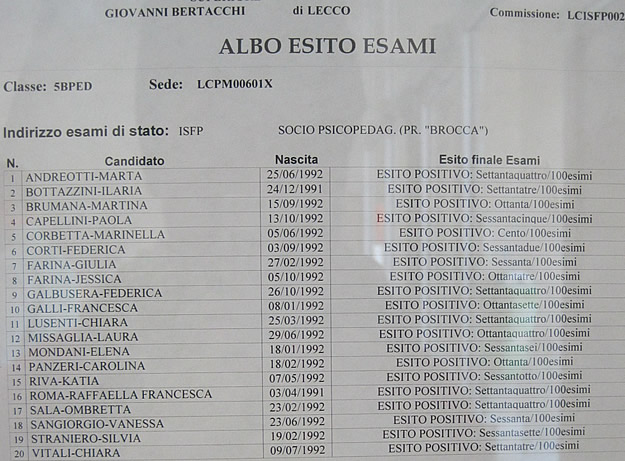 GIOVANNI BERTACCHI di LECCO Commissione: LCISFP002
ALBO ESITO ESAMI
Classe: 5BPED Sede: LCPM00601X
Indirizzo esami di stato: ISFP SOCIO PSICOPEDAG. (PR. "BROCCA")
N. Candidato Nascita Esito finale Esami
1 ANDREOTTI-MARTA 25/06/1992 ESITO POSITIVO: Settantaquattro/100esimi
2 BOTTAZZINI-ILARIA 24/12/1991 ESITO POSITIVO: Settantatre/100esimi
3 BRUMANA-MARTINA 15/09/1992 ESITO POSITIVO: Ottanta/100esimi
4 CAPELLINI-PAOLA 13/10/1992 ESITO POSITIVO: Sessantacinque/100esimi
5 CORBETTA-MARINELLA 05/06/1992 ESITO POSITIVO: Cento/100esimi
6 CORTI-FEDERICA 03/09/1992 ESITO POSITIVO: Sessantadue/100esimi
7 FARINA-GIULIA 27/02/1992 ESITO POSITIVO: Sessanta/100esimi
8 FARINA-JESSICA 05/10/1992 ESITO POSITIVO: Ottantatre/100esimi
9 GALBUSERA-FEDERICA 26/10/1992 ESITO POSITIVO: Settantaquattro/100esimi
10 GALLI-FRANCESCA 08/01/1992 ESITO POSITIVO: Ottantasette/100esimi
11 LUSENTI-CHIARA 25/03/1992 ESITO POSITIVO: Settantaquattro/100esimi
12 MISSAGLIA-LAURA 29/06/1992 ESITO POSITIVO: Ottantaquattro/100esimi
13 MONDANI-ELENA 18/01/1992 ESITO POSITIVO: Sessantasei/100esimi
14 PANZERI-CAROLINA 18/02/1992 ESITO POSITIVO: Ottanta/100esimi
15 RIVA-KATIA 07/05/1992 ESITO POSITIVO: Sessantotto/100esimi
16 ROMA-RAFFAELLA FRANCESCA 03/04/1991 ESITO POSITIVO: Settantaquattro/100esimi
17 SALA-OMBRETTA 23/02/1992 ESITO POSITIVO: Settantaquattro/100esimi
18 SANGIORGIO-VANESSA 23/06/1992 ESITO POSITIVO: Sessanta/100esimi
19 STRANIERO-SILVIA 19/02/1992 ESITO POSITIVO: Sessantasette/100esimi
20 VITALI-CHIARA 09/07/1992 ESITO POSITIVO: Settantatre/100esimi